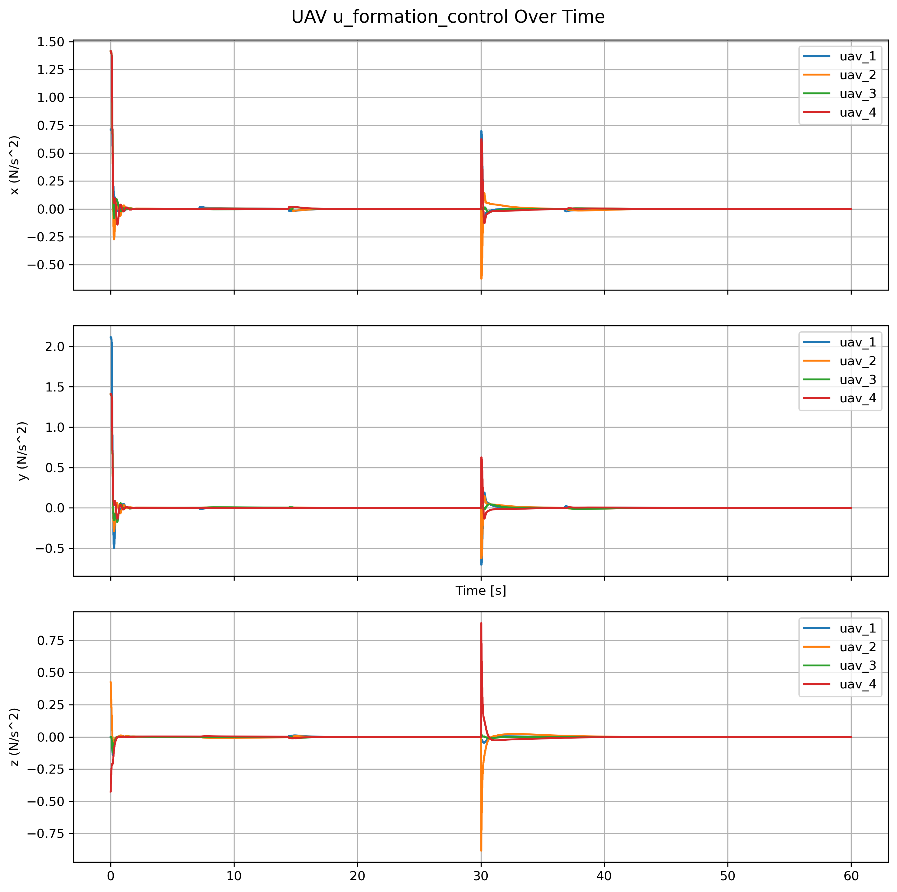 UAV u_formation_control Over Time
1.50
1.25
1.00
0.75
0.50
0.25
0.00
−0.25
−0.50
x (N/s^2)
uav_1
uav_2
uav_3
uav_4
2.0
1.5
1.0
0.5
0.0
−0.5
y (N/s^2)
uav_1
uav_2
uav_3
uav_4
Time [s]
0.75
0.50
0.25
0.00
−0.25
−0.50
−0.75
z (N/s^2)
uav_1
uav_2
uav_3
uav_4
0 10 20 30 40 50 60